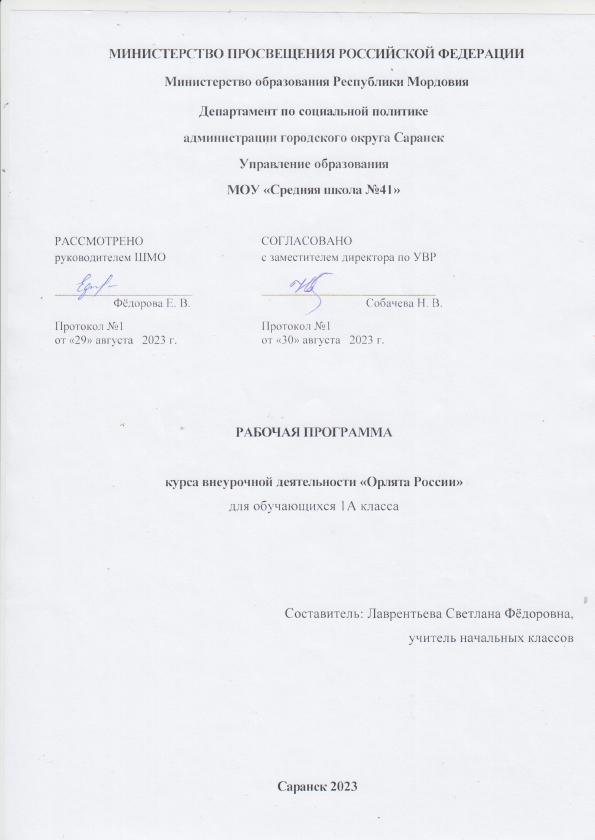 МИНИСТЕРСТВО ПРОСВЕЩЕНИЯ РОССИЙСКОЙ ФЕДЕРАЦИИ
Министерство образования Республики Мордовия
Департамент по социальной политике
администрации городского округа Саранск
Управление образования
МОУ «Средняя школа №41»
РАССМОТРЕНО
руководителем ШМО
Фёдорова Е. В.
Протокол №1
от «29» августа 2023 г.
СОГЛАСОВАНО
с заместителем директора по УВР
Собачева Н. В.
Протокол №1
от «30» августа 2023 г.
РАБОЧАЯ ПРОГРАММА
курса внеурочной деятельности «Орлята России»
для обучающихся 1А класса
Составитель: Лаврентьева Светлана Фёдоровна,
учитель начальных классов
Саранск 2023